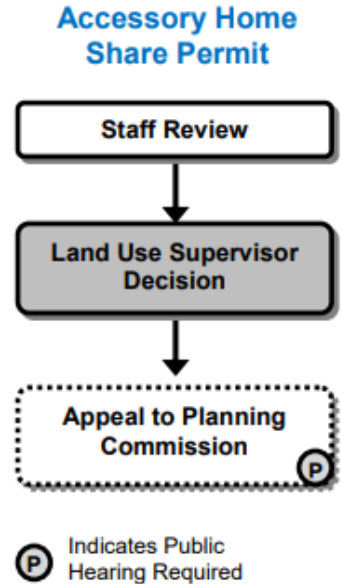 Accessory Home
Share Permit
Staff Review
Land Use Supervisor
Decision
Appeal to Planning
Commission
P
P
Indicates Public
Hearing Required